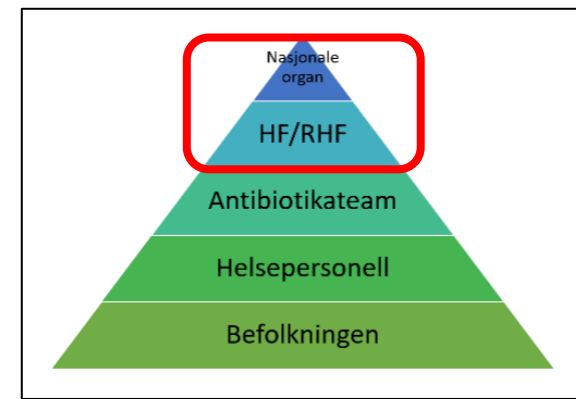 Nasjonale
organ
HF/RHF
Antibiotikateam
Helsepersonell
Befolkningen